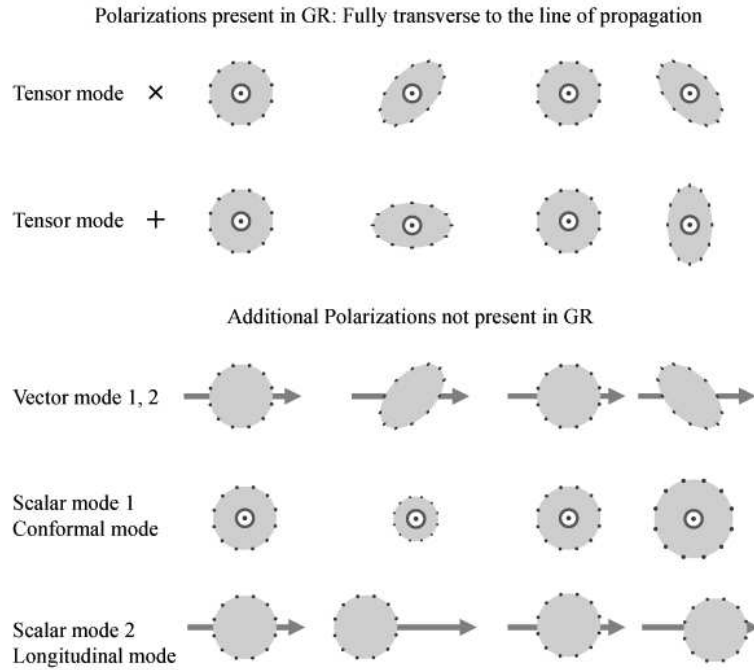 Polarizations present in GR: Fully transverse to the line of propagation
Tensor mode ×
Tensor mode +
Additional Polarizations not present in GR
Vector mode 1, 2
Scalar mode 1
Conformal mode
Scalar mode 2
Longitudinal mode